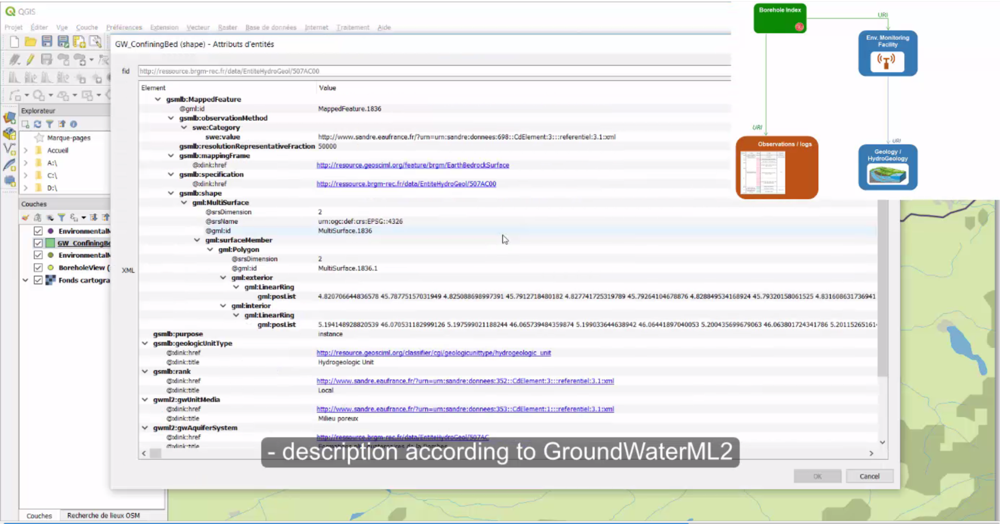 QGIS
Projet Éditer Vue Couche Préférences Extension Vecteur Raster Base de données Internet Traitement Aide
GW_ConfiningBed (shape) - Attributs d'entités
fid http://ressource.brgm-rec.fr/data/EntiteHydroGeol/507AC00
Element Value
gsmlb:MappedFeature
@gml:id MappedFeature.1836
gsmlb:observationMethod
swe:Category
swe:value http://www.sandre.eaufrance.fr/?urn=urn:sandre:donnees:698::CdElement:3:::referentiel:3.1:xml
gsmlb:resolutionRepresentativeFraction 50000
gsmlb:mappingFrame
@xlink:href http://resource.geosciml.org/feature/brgm/EarthBedrockSurface
gsmlb:specification
@xlink:href http://ressource.brgm-rec.fr/data/EntiteHydroGeol/507AC00
gsmlb:shape
gml:MultiSurface
@srsDimension 2
@srsName urn:ogc:def:crs:EPSG::4326
@gml:id MultiSurface.1836
gml:surfaceMember
gml:Polygon
@srsDimension 2
@gml:id MultiSurface.1836.1
gml:exterior
gml:LinearRing
gml:posList 4.820706644836578 45.78775157031949 4.825088698997391 45.7912718480182 4.827741725319789 45.79264104678876 4.828849534168924 45.79320158061525 4.831608631736941
gml:interior
gml:LinearRing
gml:posList 5.194148928820539 46.070531182999126 5.197599021188244 46.065739484359874 5.199033644638942 46.06441897040053 5.200435699679063 46.063801724341786 5.20115265161
gsmlb:purpose instance
gsmlb:geologicUnitType
@xlink:href http://resource.geosciml.org/classifier/cgi/geologicunittype/hydrogeologic_unit
@xlink:title Hydrogeologic Unit
gsmlb:rank
@xlink:href http://www.sandre.eaufrance.fr/?urn=urn:sandre:donnees:352::CdElement:3:::referentiel:3.1:xml
@xlink:title Local
gwml2:gwUnitMedia
@xlink:href http://www.sandre.eaufrance.fr/?urn=urn:sandre:donnees:353::CdElement:1:::referentiel:3.1:xml
@xlink:title Milieu poreux
gwml2:gwAquiferSystem
@xlink:href http://ressource.brgm-rec.fr/data/EntiteHydroGeol/507AC
@xlink:title
XML
- description according to GroundWaterML2
OK Cancel
Explorateur
Marque-pages
Accueil
A:\
C:\
D:\
Couches
EnvironmentalM
GW_ConfiningBe
EnvironmentalM
BoreholeView (
Fonds cartogra
Couches Recherche de lieux OSM
Borehole Index
URI
Env. Monitoring
Facility
URI
Observations / logs
URI
Geology /
HydroGeology